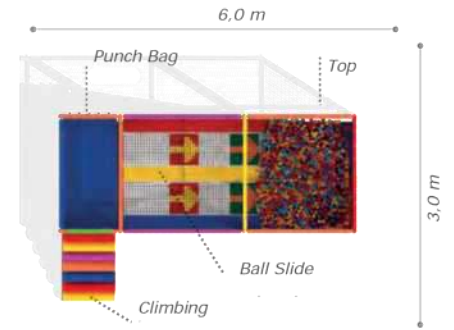 6,0 m
Punch Bag
Top
3,0 m
Ball Slide
Climbing